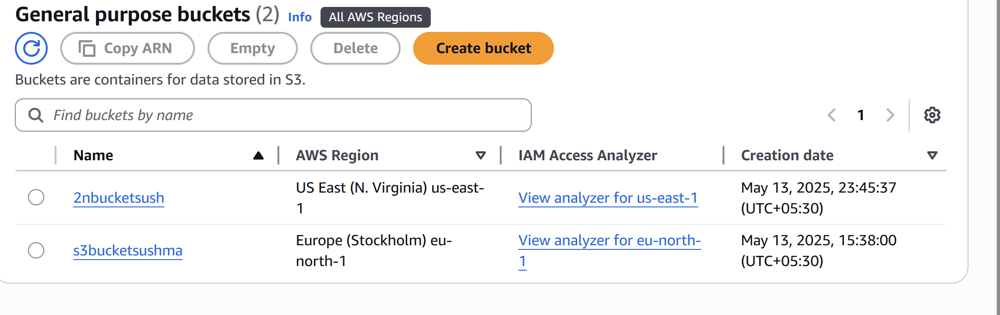 General purpose buckets (2) Info All AWS Regions
Copy ARN Empty Delete Create bucket
Buckets are containers for data stored in S3.
Find buckets by name 1
Name AWS Region IAM Access Analyzer Creation date
2nbucketsush US East (N. Virginia) us-east-
1 View analyzer for us-east-1 May 13, 2025, 23:45:37
(UTC+05:30)
s3bucketsushma Europe (Stockholm) eu-
north-1 View analyzer for eu-north-
1 May 13, 2025, 15:38:00
(UTC+05:30)